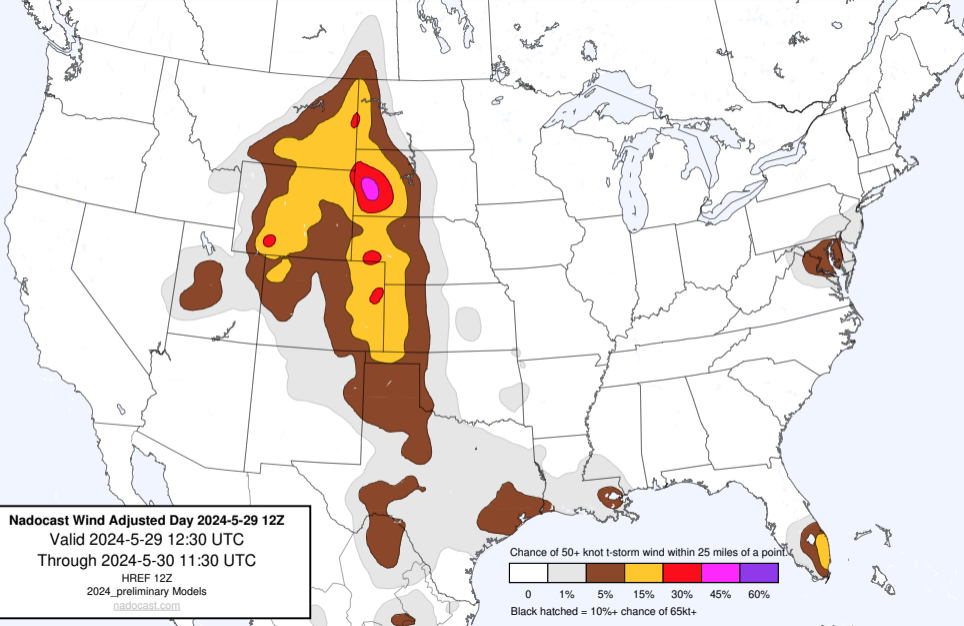 Nadocast Wind Adjusted Day 2024-5-29 12Z
Valid 2024-5-29 12:30 UTC
Through 2024-5-30 11:30 UTC
HREF 12Z
2024_preliminary Models
nadocast.com
Chance of 50+ knot t-storm wind within 25 miles of a point.
0 1% 5% 15% 30% 45% 60%
Black hatched = 10%+ chance of 65kt+